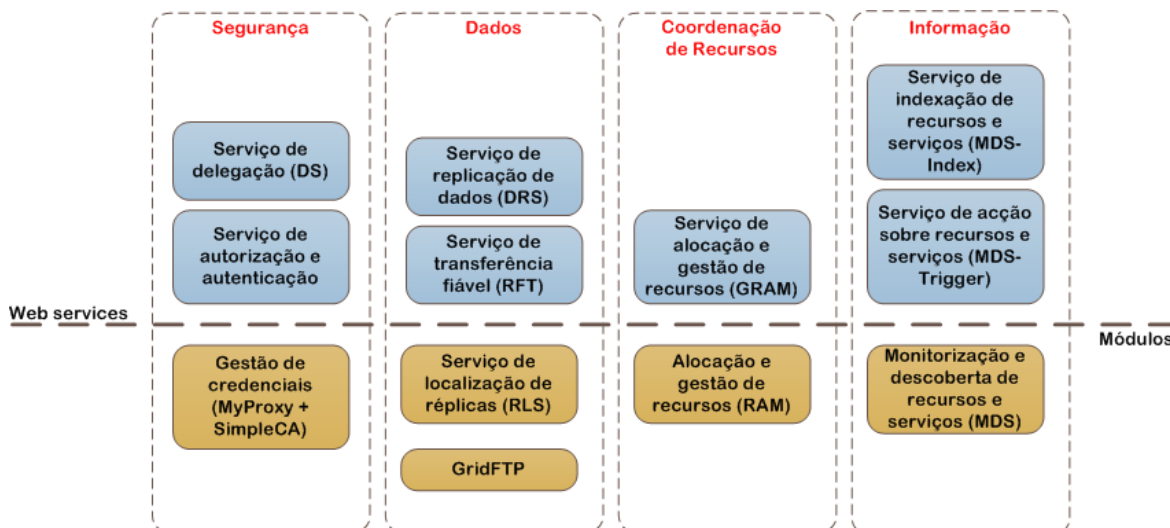 Segurança
Serviço de
delegação (DS)
Serviço de
autorização e
autenticação
Gestão de
credenciais
(MyProxy +
SimpleCA)
Dados
Serviço de
replicação de
dados (DRS)
Serviço de
transferência
fiável (RFT)
Serviço de
localização de
réplicas (RLS)
GridFTP
Coordenação
de Recursos
Serviço de
alocação e
gestão de
recursos (GRAM)
Alocação e
gestão de
recursos (RAM)
Informação
Serviço de
indexação de
recursos e
serviços (MDS-
Index)
Serviço de acção
sobre recursos e
serviços (MDS-
Trigger)
Monitorização e
descoberta de
recursos e
serviços (MDS)
Web services
Módulos